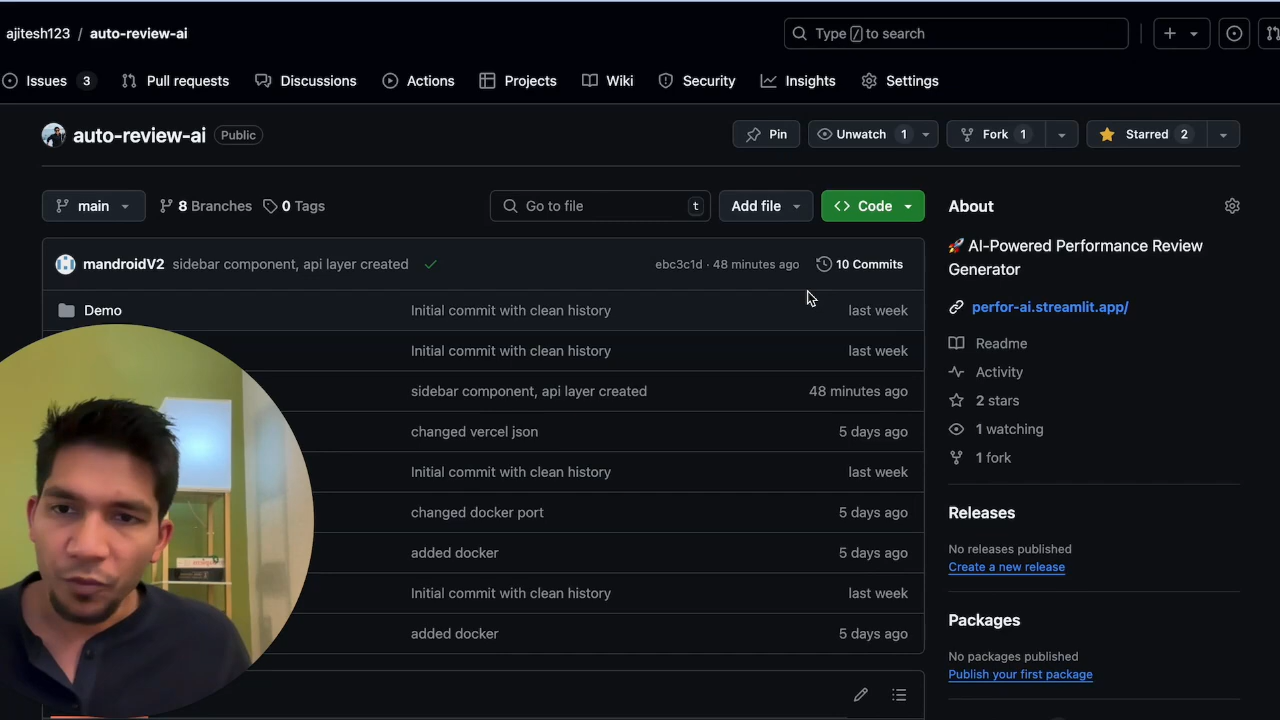 ajitesh123 / auto-review-ai
Type / to search
Issues 3 Pull requests Discussions Actions Projects Wiki Security Insights Settings
auto-review-ai Public
Pin Unwatch 1 Fork 1 Starred 2
main 8 Branches 0 Tags Go to file t Add file Code
mandroidV2 sidebar component, api layer created ebc3c1d · 48 minutes ago 10 Commits
Demo Initial commit with clean history last week
Initial commit with clean history last week
sidebar component, api layer created 48 minutes ago
changed vercel json 5 days ago
Initial commit with clean history last week
changed docker port 5 days ago
added docker 5 days ago
Initial commit with clean history last week
added docker 5 days ago
About
🚀 AI-Powered Performance Review
Generator
perfor-ai.streamlit.app/
Readme
Activity
2 stars
1 watching
1 fork
Releases
No releases published
Create a new release
Packages
No packages published
Publish your first package